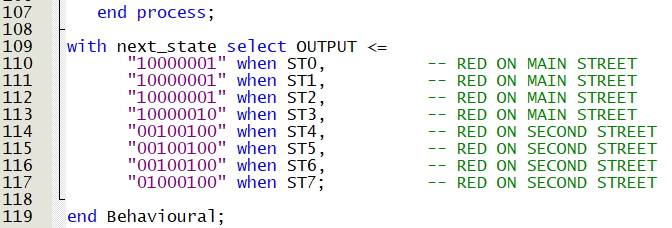 107 end process;
108
109 with next_state select OUTPUT <=
110 "10000001" when ST0, -- RED ON MAIN STREET
111 "10000001" when ST1, -- RED ON MAIN STREET
112 "10000001" when ST2, -- RED ON MAIN STREET
113 "10000010" when ST3, -- RED ON MAIN STREET
114 "00100100" when ST4, -- RED ON SECOND STREET
115 "00100100" when ST5, -- RED ON SECOND STREET
116 "00100100" when ST6, -- RED ON SECOND STREET
117 "01000100" when ST7; -- RED ON SECOND STREET
118
119 end Behavioural;